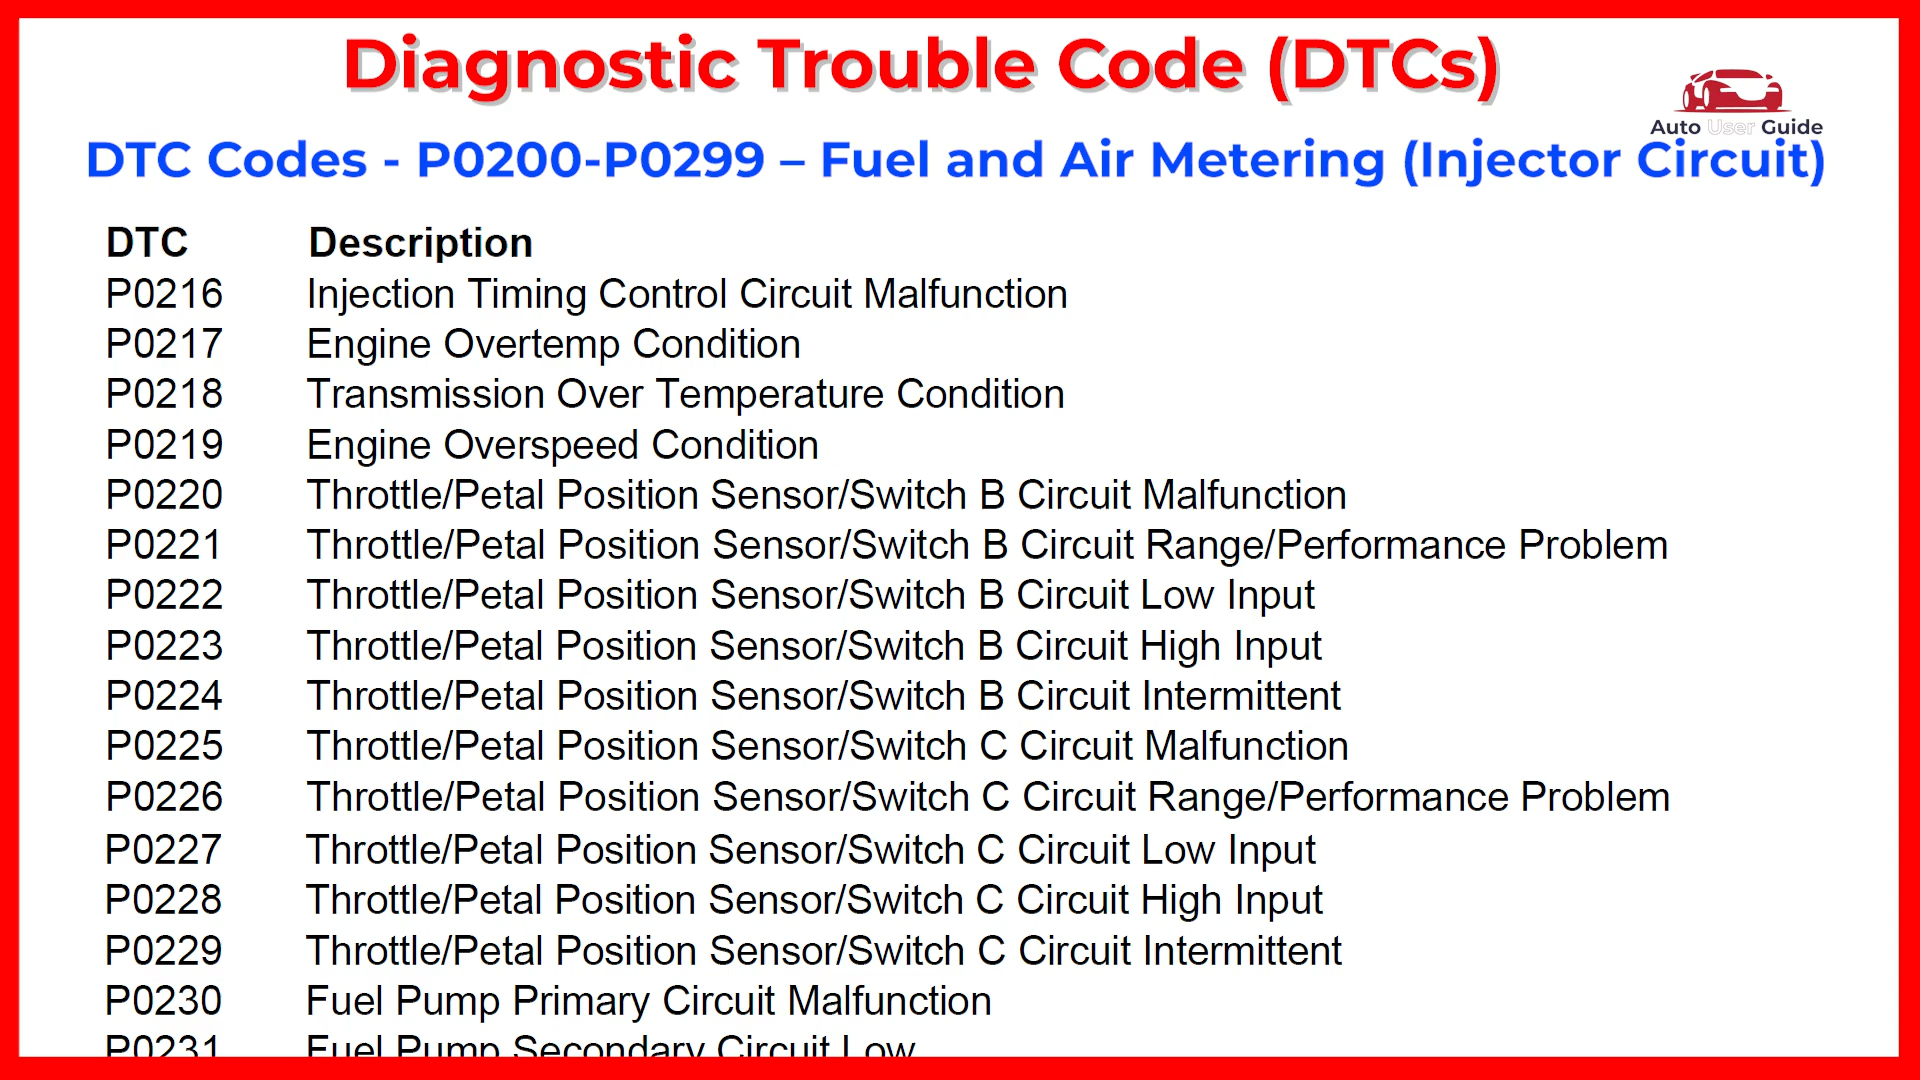 Diagnostic Trouble Code (DTCs)
Auto User Guide
DTC Codes - P0200-P0299 – Fuel and Air Metering (Injector Circuit)
DTC Description
P0216 Injection Timing Control Circuit Malfunction
P0217 Engine Overtemp Condition
P0218 Transmission Over Temperature Condition
P0219 Engine Overspeed Condition
P0220 Throttle/Petal Position Sensor/Switch B Circuit Malfunction
P0221 Throttle/Petal Position Sensor/Switch B Circuit Range/Performance Problem
P0222 Throttle/Petal Position Sensor/Switch B Circuit Low Input
P0223 Throttle/Petal Position Sensor/Switch B Circuit High Input
P0224 Throttle/Petal Position Sensor/Switch B Circuit Intermittent
P0225 Throttle/Petal Position Sensor/Switch C Circuit Malfunction
P0226 Throttle/Petal Position Sensor/Switch C Circuit Range/Performance Problem
P0227 Throttle/Petal Position Sensor/Switch C Circuit Low Input
P0228 Throttle/Petal Position Sensor/Switch C Circuit High Input
P0229 Throttle/Petal Position Sensor/Switch C Circuit Intermittent
P0230 Fuel Pump Primary Circuit Malfunction
P0231 Fuel Pump Secondary Circuit Low